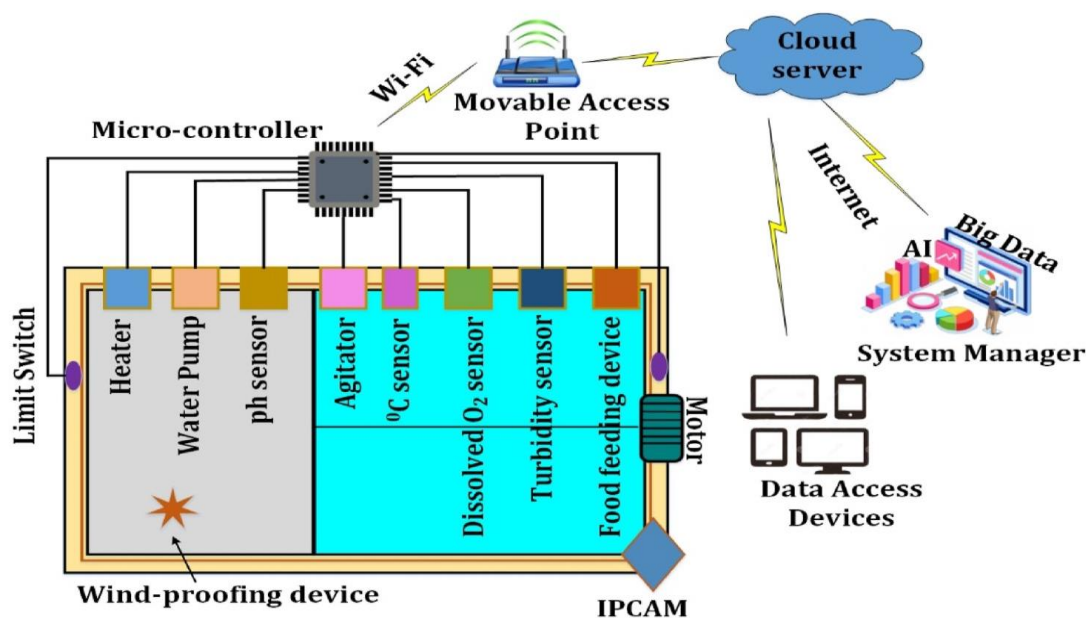 Cloud
server
Wi-Fi
Movable Access
Point
Micro-controller
Internet
AI
Big Data
System Manager
Limit Switch
Heater
Water Pump
ph sensor
Agitator
⁰C sensor
Dissolved O₂ sensor
Turbidity sensor
Food feeding device
Motor
Data Access
Devices
Wind-proofing device
IPCAM